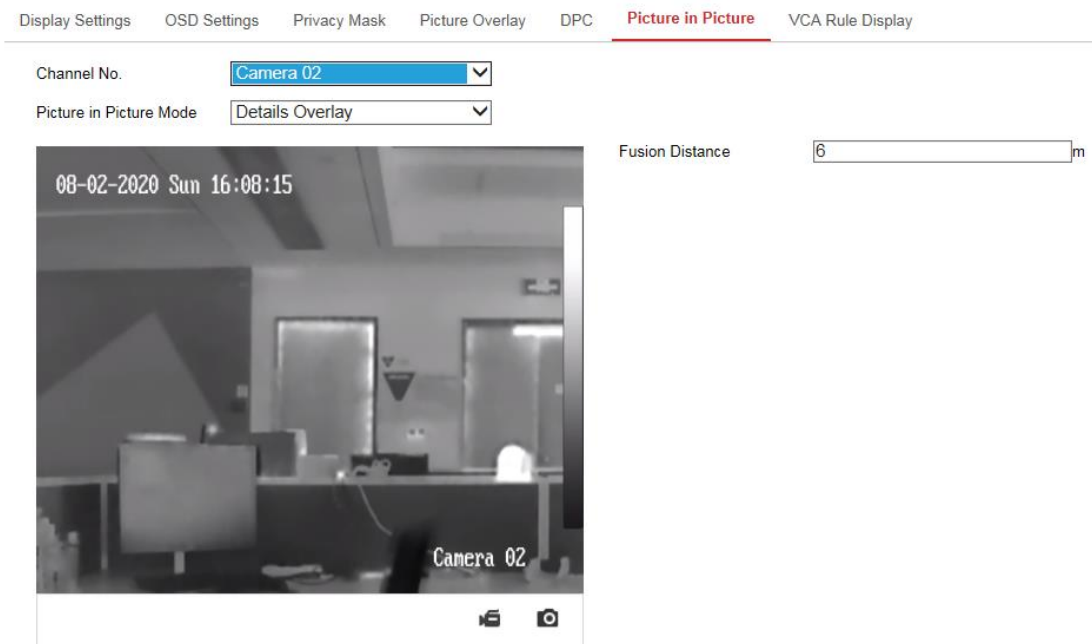 Display Settings OSD Settings Privacy Mask Picture Overlay DPC Picture in Picture VCA Rule Display
Channel No. Camera 02
Picture in Picture Mode Details Overlay
Fusion Distance 6 m
08-02-2020 Sun 16:08:15
Camera 02